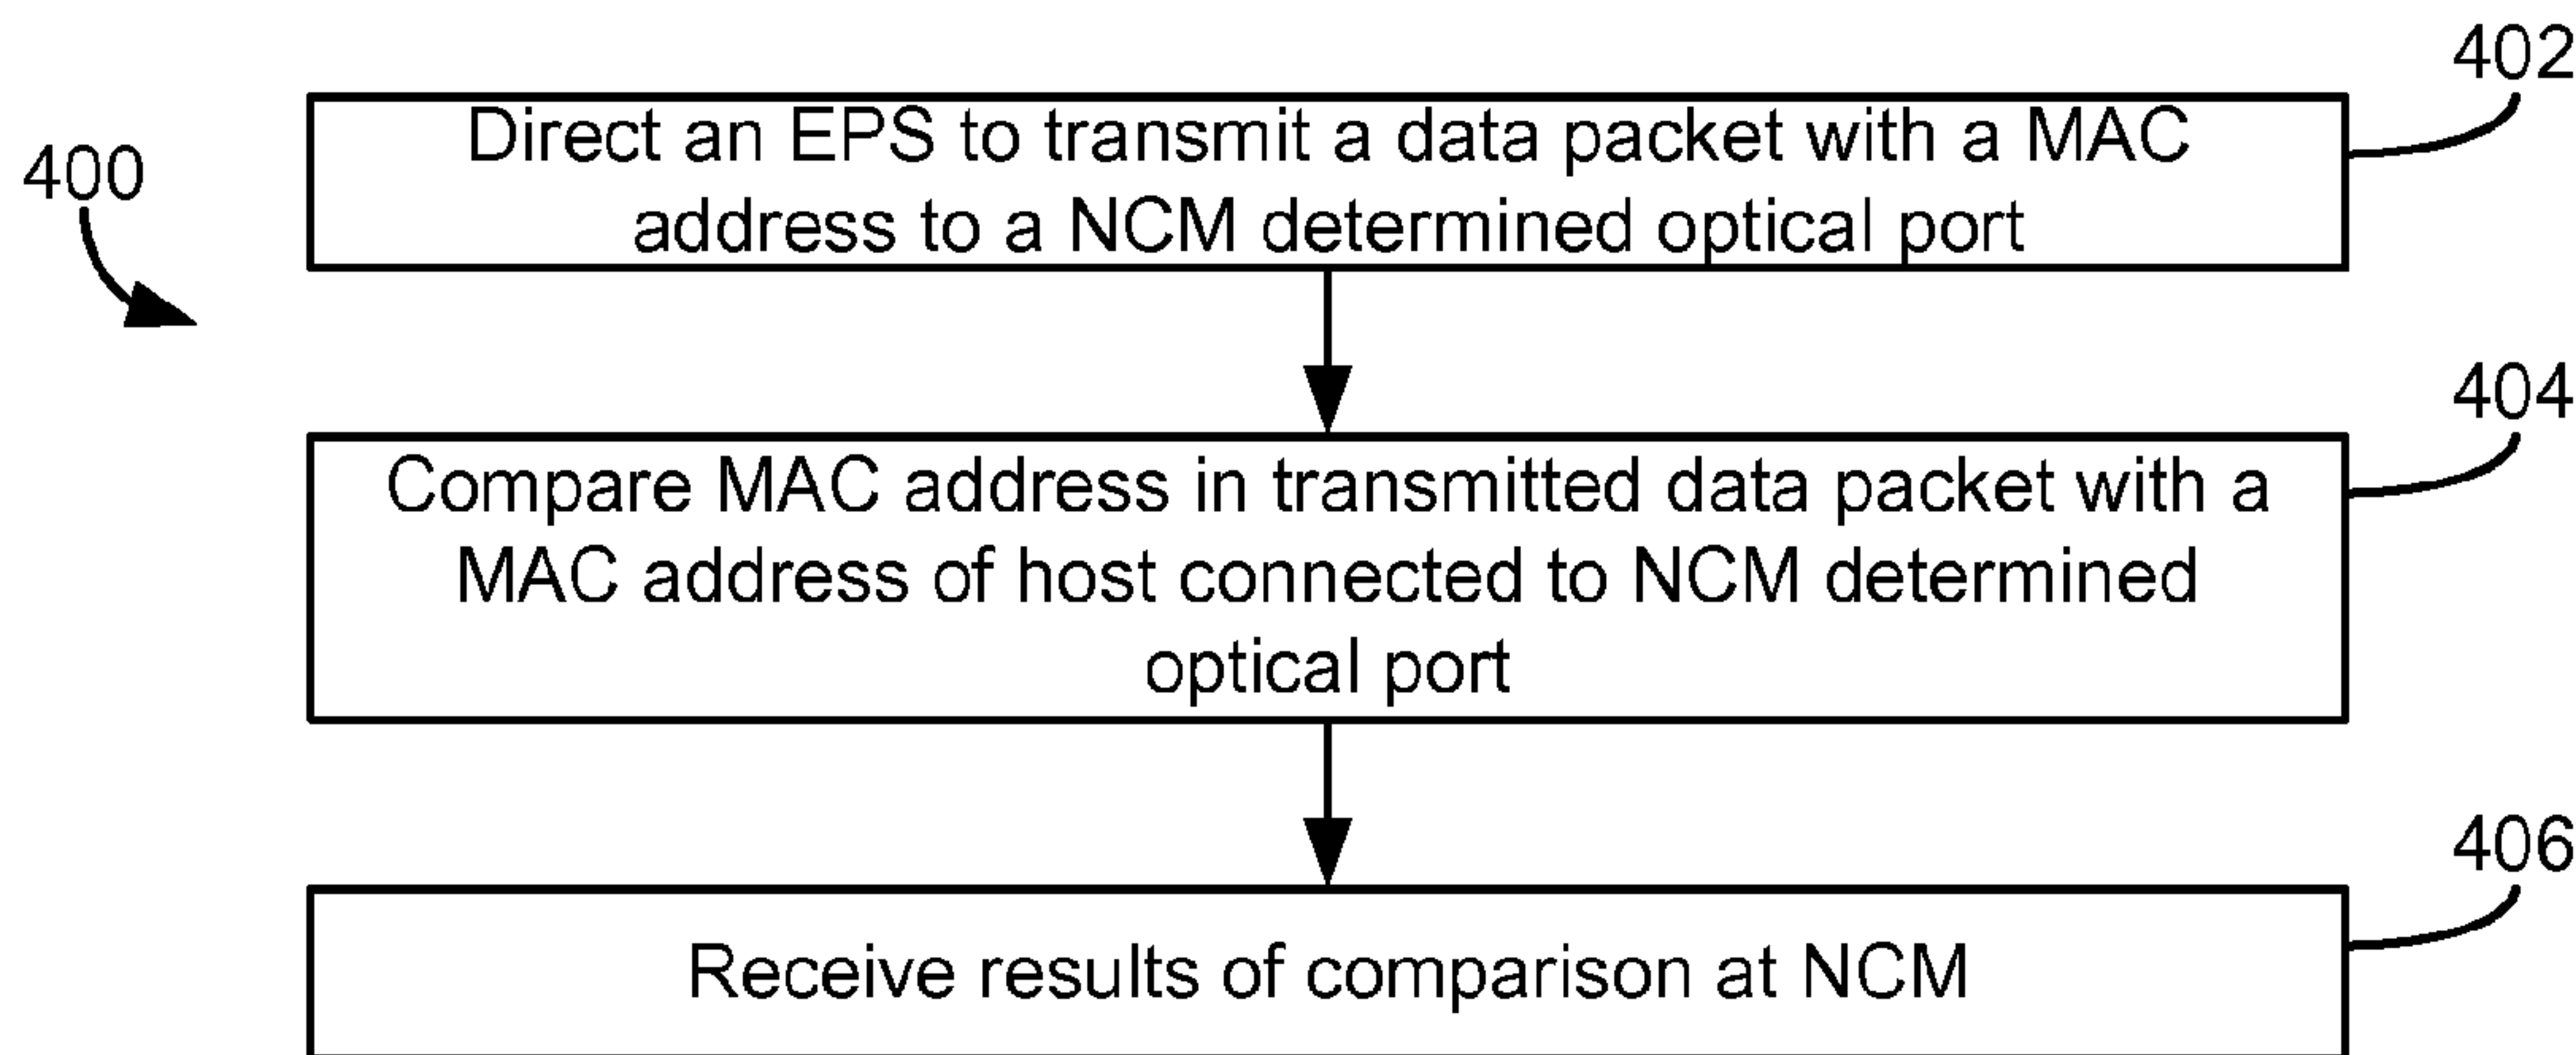 402
Direct an EPS to transmit a data packet with a MAC
address to a NCM determined optical port
400
404
Compare MAC address in transmitted data packet with a
MAC address of host connected to NCM determined
optical port
406
Receive results of comparison at NCM